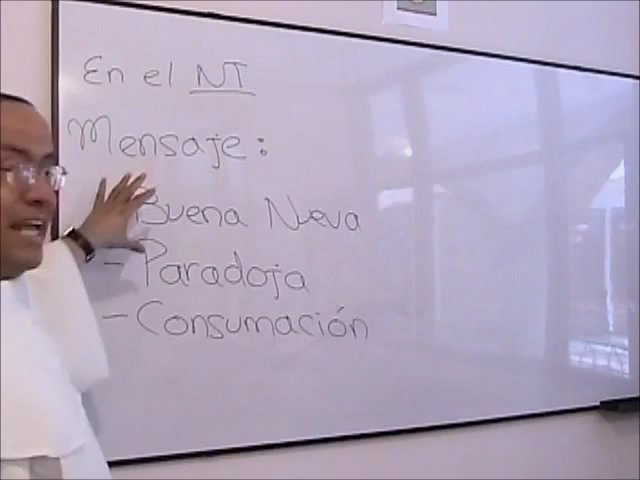 En el NT
Mensaje:
Buena Nueva
- Paradoja
- Consumación